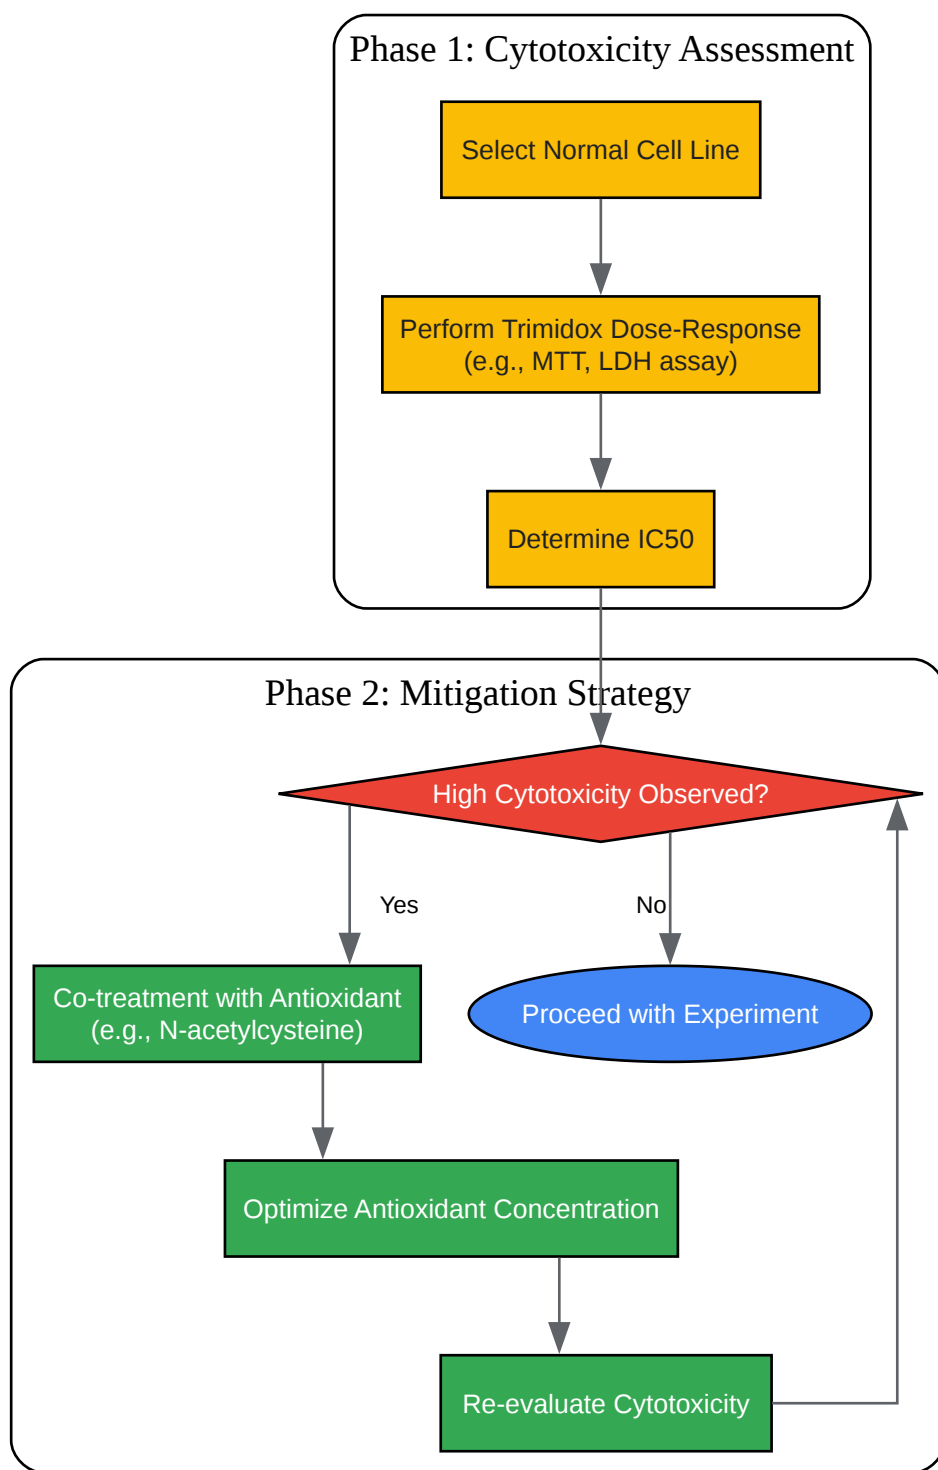 Phase 1: Cytotoxicity Assessment
Select Normal Cell Line
Perform Trimidox Dose-Response
(e.g., MTT, LDH assay)
Determine IC50
Phase 2: Mitigation Strategy
High Cytotoxicity Observed?
Yes
No
Co-treatment with Antioxidant
(e.g., N-acetylcysteine)
Proceed with Experiment
Optimize Antioxidant Concentration
Re-evaluate Cytotoxicity